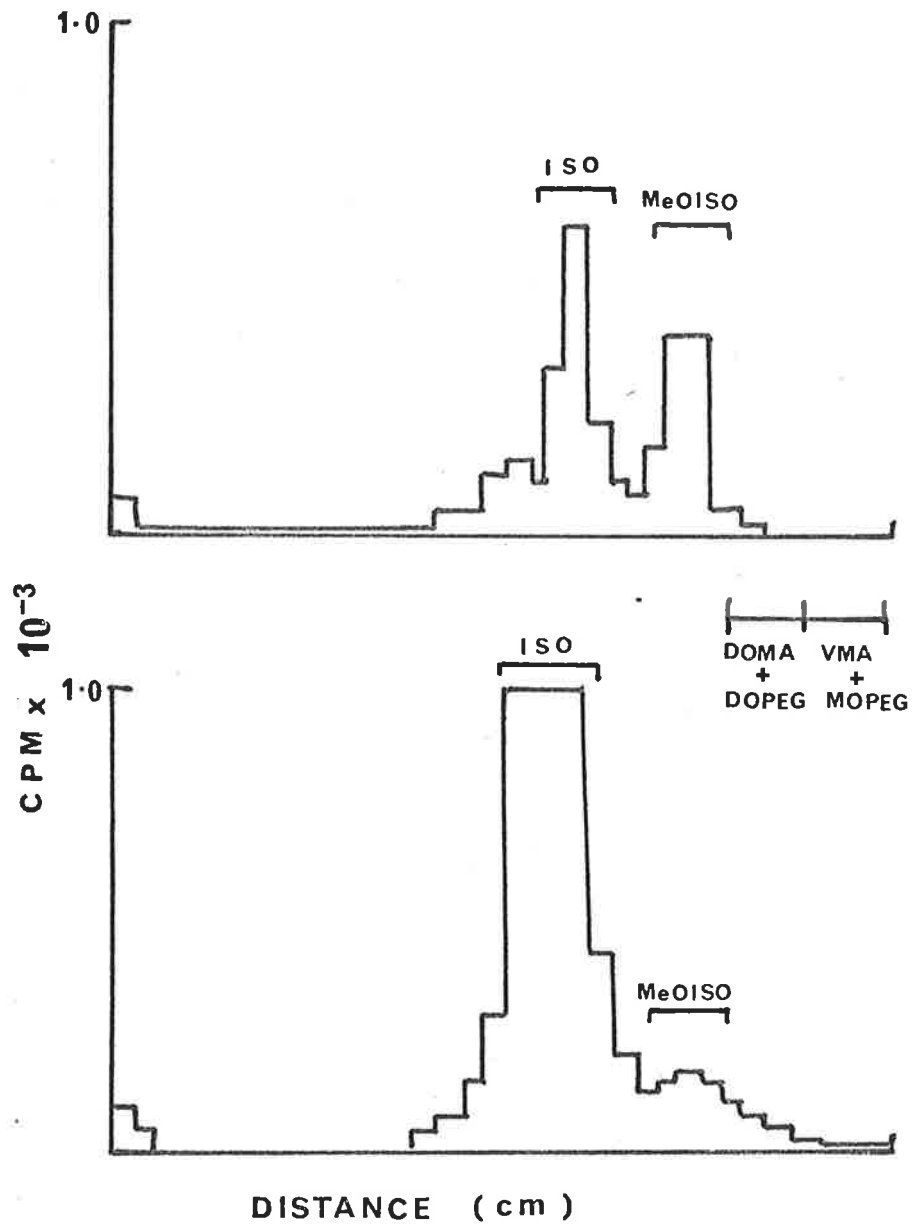 1.0
ISO
MeOISO
CPM x 10⁻³
DOMA + DOPEG
VMA + MOPEG
1.0
ISO
MeOISO
DISTANCE (cm)